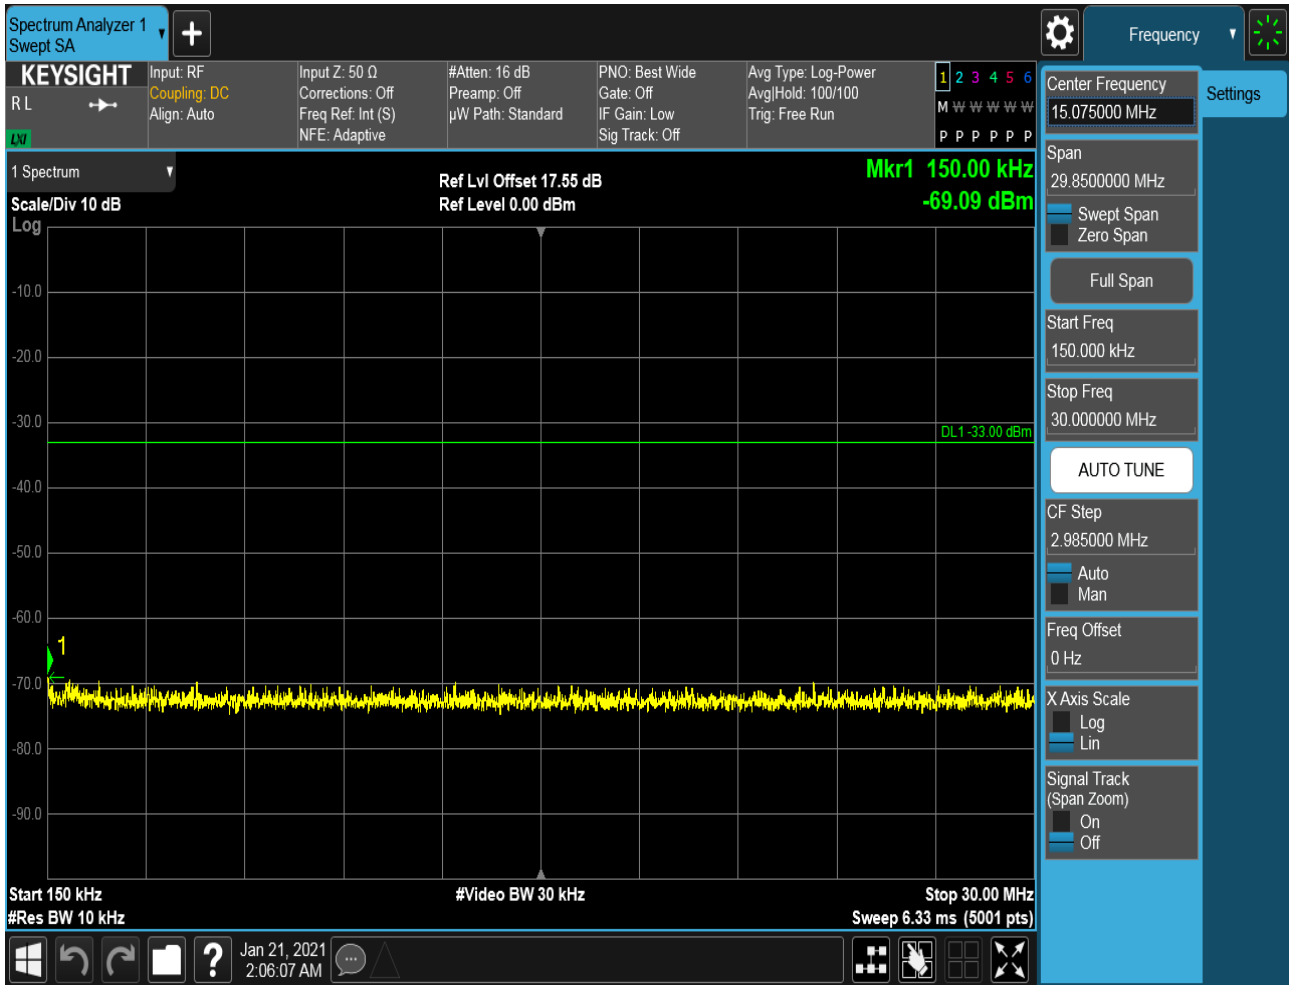 Spectrum Analyzer 1
Swept SA
Frequency
KEYSIGHT
R L
LXI
Input: RF
Coupling: DC
Align: Auto
Input Z: 50 Ω
Corrections: Off
Freq Ref: Int (S)
NFE: Adaptive
#Atten: 16 dB
Preamp: Off
µW Path: Standard
PNO: Best Wide
Gate: Off
IF Gain: Low
Sig Track: Off
Avg Type: Log-Power
Avg|Hold: 100/100
Trig: Free Run
1 2 3 4 5 6
M W W W W W
P P P P P P
1 Spectrum
Scale/Div 10 dB
Log
Ref Lvl Offset 17.55 dB
Ref Level 0.00 dBm
Mkr1 150.00 kHz
-69.09 dBm
-10.0
-20.0
-30.0
DL1 -33.00 dBm
-40.0
-50.0
-60.0
1
-70.0
-80.0
-90.0
Start 150 kHz
#Video BW 30 kHz
Stop 30.00 MHz
#Res BW 10 kHz
Sweep 6.33 ms (5001 pts)
Center Frequency
15.075000 MHz
Settings
Span
29.8500000 MHz
Swept Span
Zero Span
Full Span
Start Freq
150.000 kHz
Stop Freq
30.000000 MHz
AUTO TUNE
CF Step
2.985000 MHz
Auto
Man
Freq Offset
0 Hz
X Axis Scale
Log
Lin
Signal Track
(Span Zoom)
On
Off
?
Jan 21, 2021
2:06:07 AM